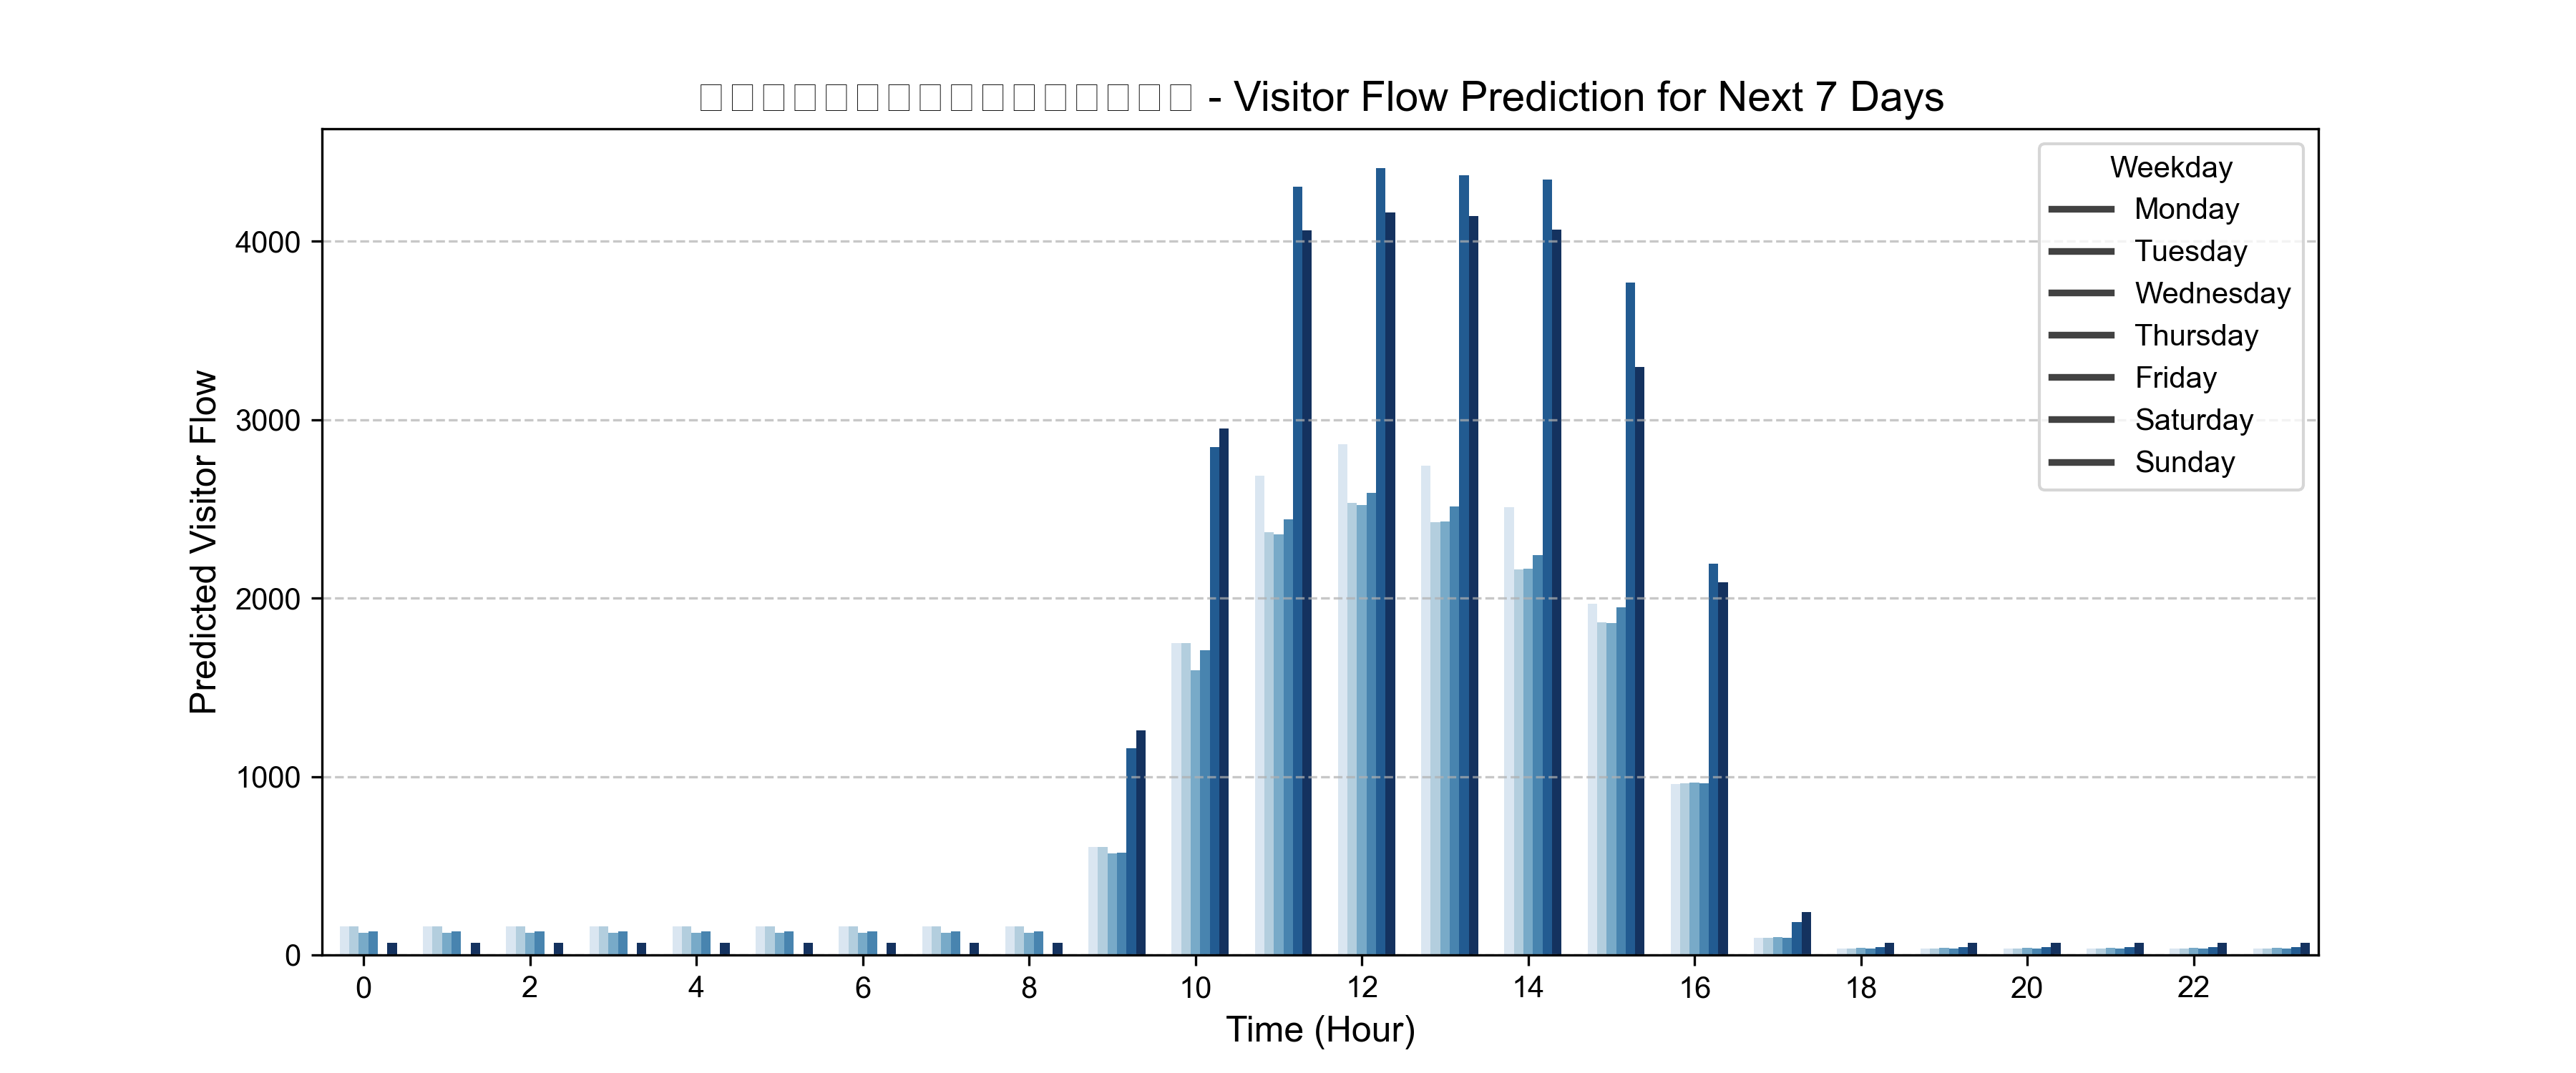 - Visitor Flow Prediction for Next 7 Days
Weekday
Monday
Tuesday
Wednesday
Thursday
Friday
Saturday
Sunday
Predicted Visitor Flow
4000
3000
2000
1000
0
0 2 4 6 8 10 12 14 16 18 20 22
Time (Hour)